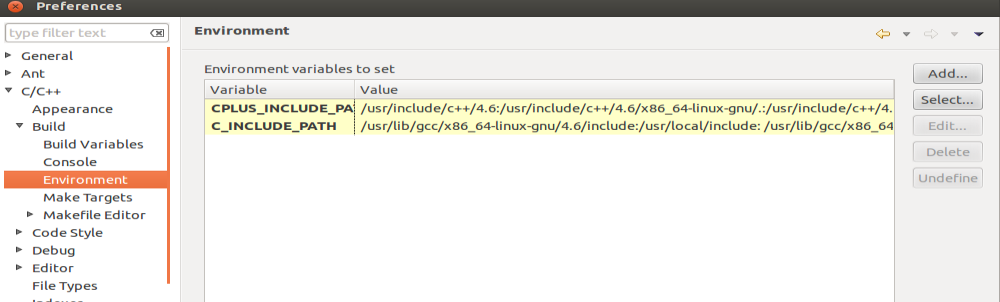 Preferences
type filter text
Environment
General
Ant
C/C++
Appearance
Build
Build Variables
Console
Environment
Make Targets
Makefile Editor
Code Style
Debug
Editor
File Types
Environment variables to set
Variable Value
CPLUS_INCLUDE_PA /usr/include/c++/4.6:/usr/include/c++/4.6/x86_64-linux-gnu/.:/usr/include/c++/4.
C_INCLUDE_PATH /usr/lib/gcc/x86_64-linux-gnu/4.6/include:/usr/local/include: /usr/lib/gcc/x86_64
Add...
Select...
Edit...
Delete
Undefine